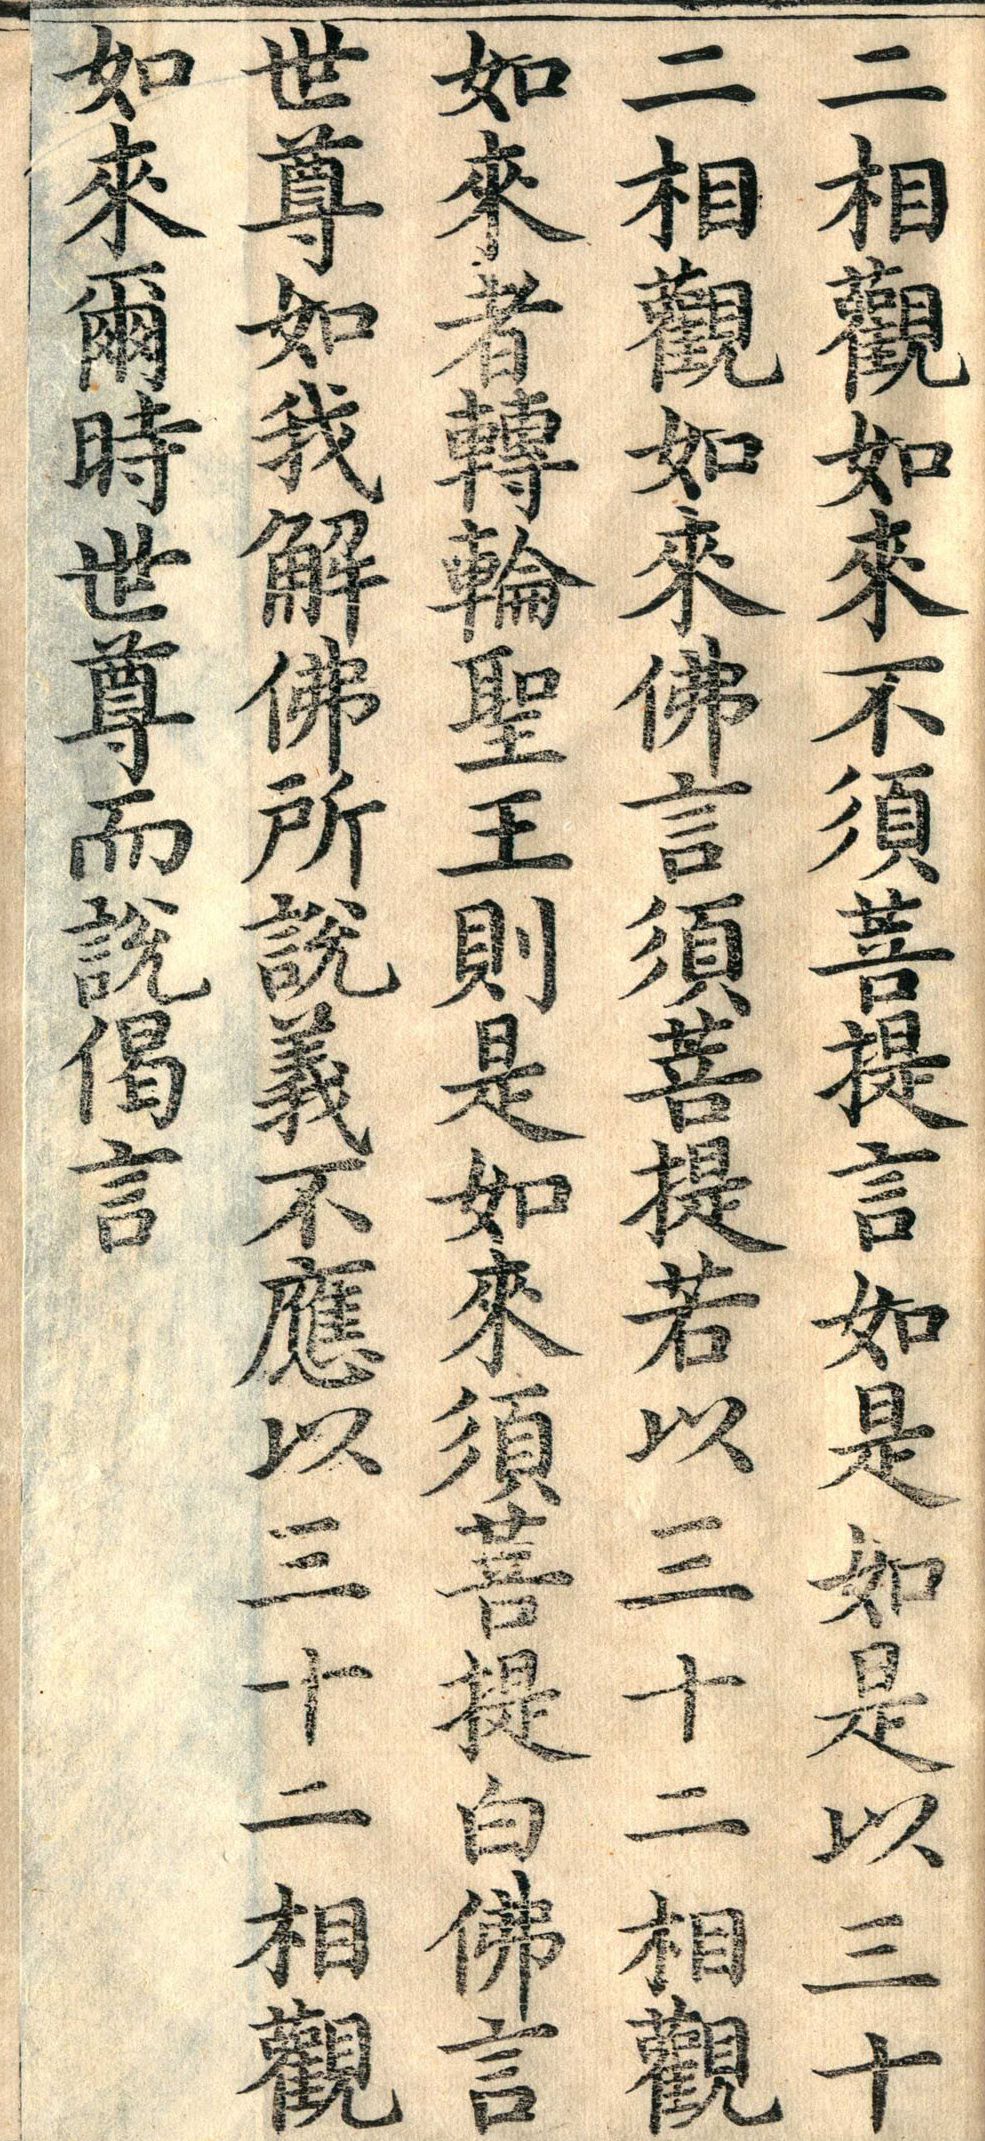 二相觀如來不須菩提言如是如是以三十
二相觀如來佛言須菩提若以三十二相觀
如來者轉輪聖王則是如來須菩提白佛言
世尊如我解佛所說義不應以三十二相觀
如來爾時世尊而說偈言